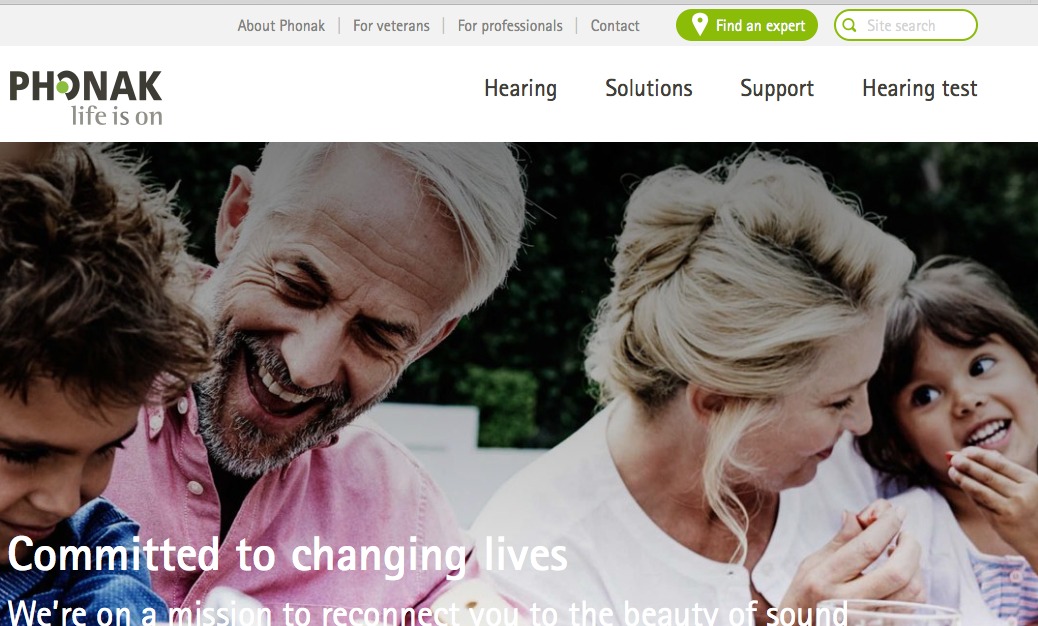 About Phonak | For veterans | For professionals | Contact Find an expert Site search
PHONAK
life is on
Hearing Solutions Support Hearing test
Committed to changing lives
We're on a mission to reconnect you to the beauty of sound